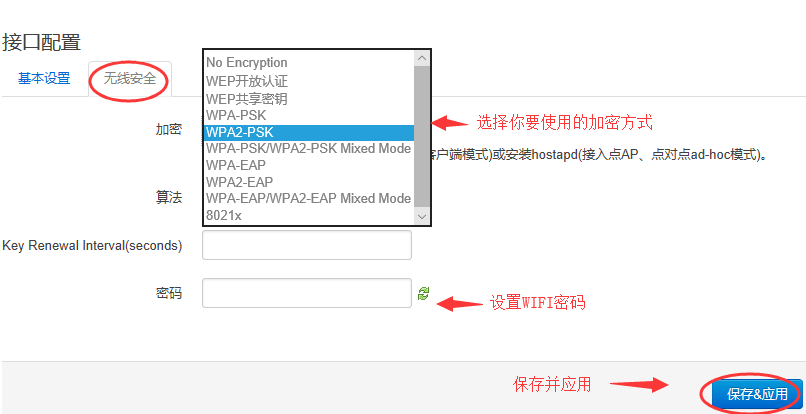 接口配置
基本设置
无线安全
加密
No Encryption
WEP开放认证
WEP共享密钥
WPA-PSK
WPA2-PSK
WPA-PSK/WPA2-PSK Mixed Mode
WPA-EAP
WPA2-EAP
WPA-EAP/WPA2-EAP Mixed Mode
8021x
选择你要使用的加密方式
客户端模式)或安装hostapd(接入点AP、点对点ad-hoc模式)。
算法
Key Renewal Interval(seconds)
密码
设置WIFI密码
保存并应用
保存&应用